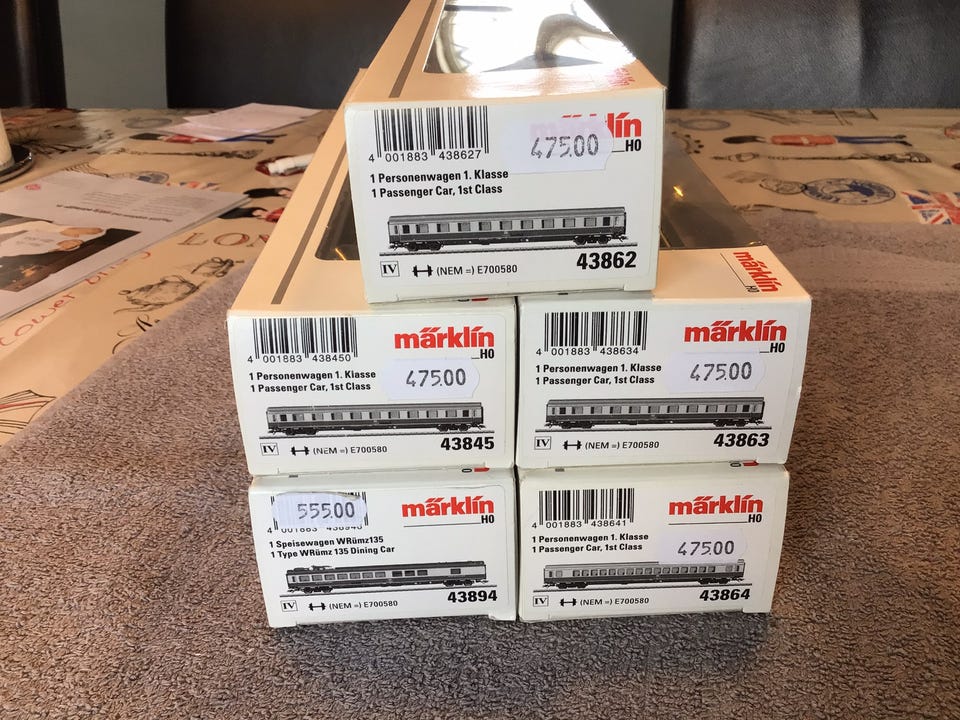 märklin
H0
475.00
4 001883 438627
1 Personenwagen 1. Klasse
1 Passenger Car, 1st Class
IV (NEM =) E700580
43862
märklin
H0
4 001883 438450
1 Personenwagen 1. Klasse
1 Passenger Car, 1st Class
475.00
IV (NEM =) E700580
43845
märklin
H0
märklin
H0
4 001883 438634
1 Personenwagen 1. Klasse
1 Passenger Car, 1st Class
475.00
IV (NEM =) E700580
43863
555.00
märklin
H0
1 Speisewagen WRümz135
1 Type WRümz 135 Dining Car
IV (NEM =) E700580
43894
märklin
H0
4 001883 438641
1 Personenwagen 1. Klasse
1 Passenger Car, 1st Class
475.00
IV (NEM =) E700580
43864